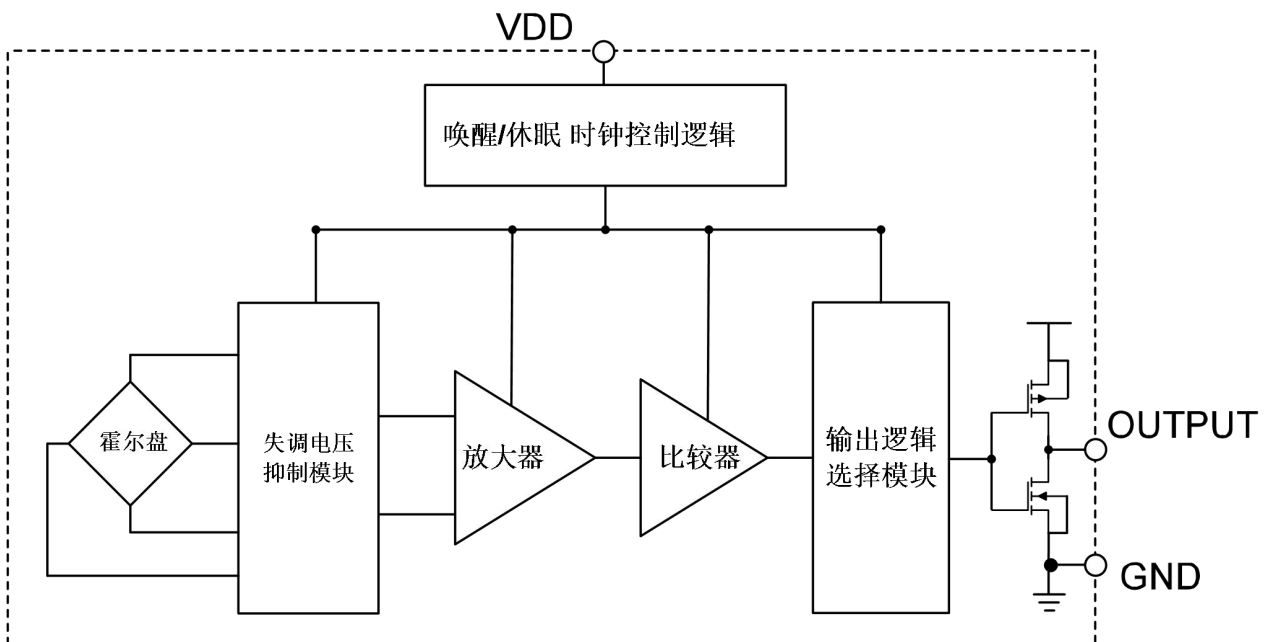 VDD
唤醒/休眠 时钟控制逻辑
霍尔盘
失调电压
抑制模块
放大器
比较器
输出逻辑
选择模块
OUTPUT
GND